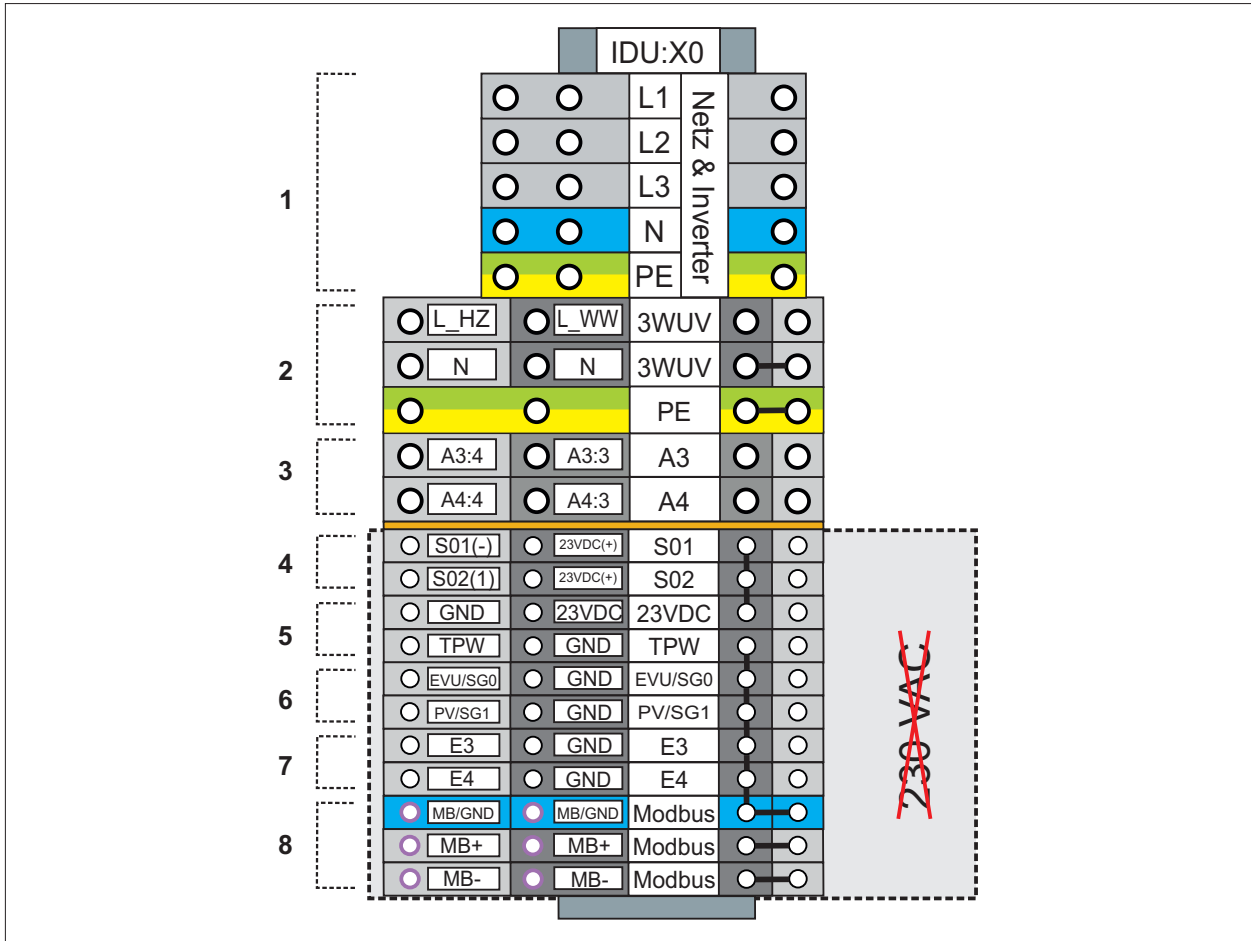 IDU:X0
Netz & Inverter
1
L1
L2
L3
N
PE
2
L_HZ L_WW 3WUV
N N 3WUV
PE
3
A3:4 A3:3 A3
A4:4 A4:3 A4
4
S01(-) 23VDC(+) S01
S02(1) 23VDC(+) S02
5
GND 23VDC 23VDC
TPW GND TPW
6
EVU/SG0 GND EVU/SG0
PV/SG1 GND PV/SG1
7
E3 GND E3
E4 GND E4
8
MB/GND MB/GND Modbus
MB+ MB+ Modbus
MB- MB- Modbus
230 VAC